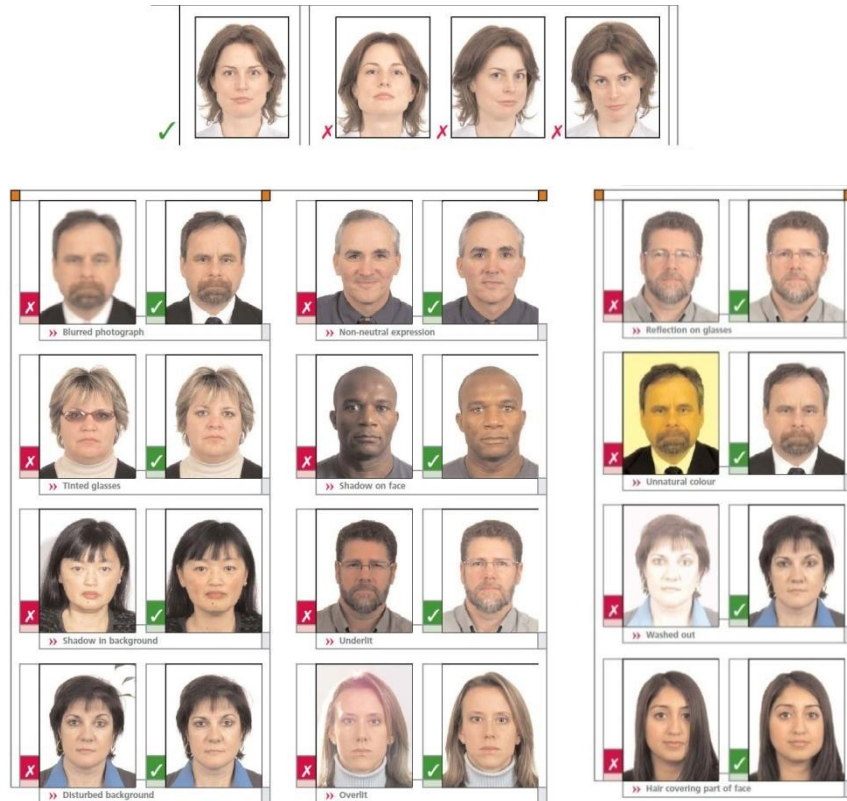 ✓ ✗ ✗ ✗
✗ ✓ ✗ ✓ ✗ ✓
» Blurred photograph
» Non-neutral expression
» Reflection on glasses
✗ ✓ ✗ ✓ ✗ ✓
» Tinted glasses
» Shadow on face
» Unnatural colour
✗ ✓ ✗ ✓ ✗ ✓
» Shadow in background
» Underlit
» Washed out
✗ ✓ ✗ ✓ ✗ ✓
» Disturbed background
» Overlit
» Hair covering part of face